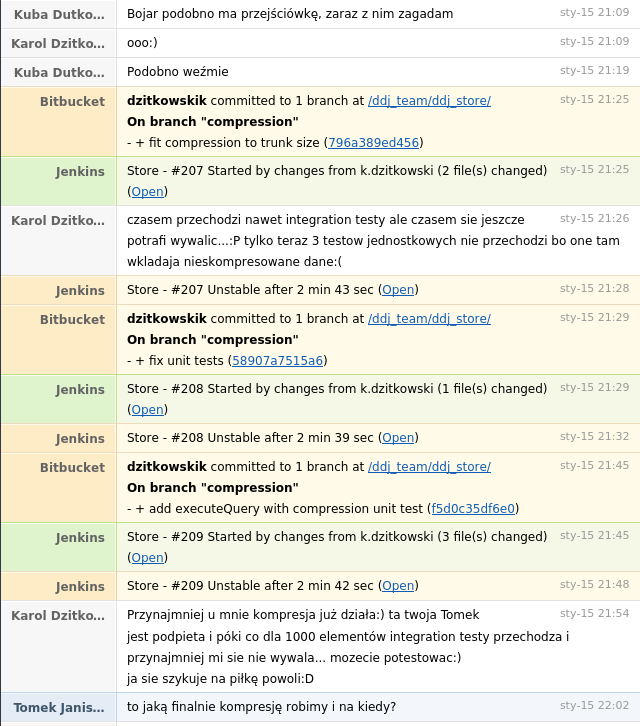 Kuba Dutko... Bojar podobno ma przejściówkę, zaraz z nim zagadam sty-15 21:09
Karol Dzitko... ooo:) sty-15 21:09
Kuba Dutko... Podobno weźmie sty-15 21:19
Bitbucket dzitkowskik committed to 1 branch at /ddj_team/ddj_store/ sty-15 21:25
On branch "compression"
- + fit compression to trunk size (796a389ed456)
Jenkins Store - #207 Started by changes from k.dzitkowski (2 file(s) changed) sty-15 21:25
(Open)
Karol Dzitko... czasem przechodzi nawet integration testy ale czasem sie jeszcze sty-15 21:26
potrafi wywalic...:P tylko teraz 3 testow jednostkowych nie przechodzi bo one tam
wkladaja nieskompresowane dane:(
Jenkins Store - #207 Unstable after 2 min 43 sec (Open) sty-15 21:28
Bitbucket dzitkowskik committed to 1 branch at /ddj_team/ddj_store/ sty-15 21:29
On branch "compression"
- + fix unit tests (58907a7515a6)
Jenkins Store - #208 Started by changes from k.dzitkowski (1 file(s) changed) sty-15 21:29
(Open)
Jenkins Store - #208 Unstable after 2 min 39 sec (Open) sty-15 21:32
Bitbucket dzitkowskik committed to 1 branch at /ddj_team/ddj_store/ sty-15 21:45
On branch "compression"
- + add executeQuery with compression unit test (f5d0c35df6e0)
Jenkins Store - #209 Started by changes from k.dzitkowski (3 file(s) changed) sty-15 21:45
(Open)
Jenkins Store - #209 Unstable after 2 min 42 sec (Open) sty-15 21:48
Karol Dzitko... Przynajmniej u mnie kompresja już działa:) ta twoja Tomek sty-15 21:54
jest podpieta i póki co dla 1000 elementów integration testy przechodza i
przynajmniej mi sie nie wywala... mozecie potestowac:)
ja sie szykuje na piłkę powoli:D
Tomek Janis... to jaką finalnie kompresję robimy i na kiedy? sty-15 22:02